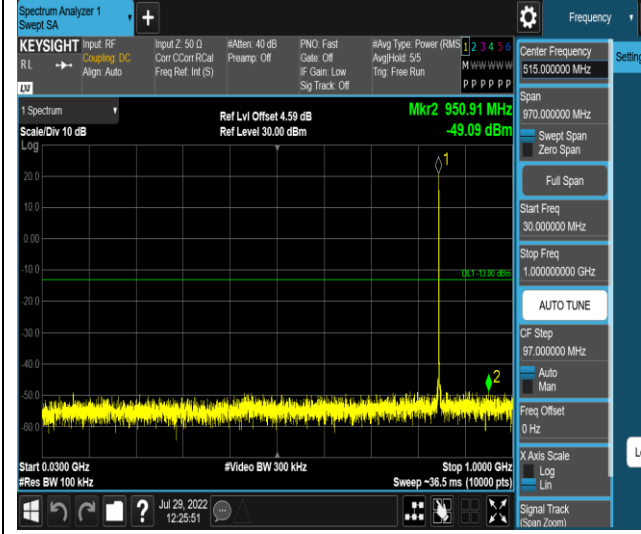 Spectrum Analyzer 1
Swept SA
+
Frequency
KEYSIGHT
RL
Input: RF
Coupling: DC
Align: Auto
Input Z: 50 Ω
Corr CCorr RCal
Freq Ref: Int (S)
#Atten: 40 dB
Preamp: Off
PNO: Fast
Gate: Off
IF Gain: Low
Sig Track: Off
#Avg Type: Power (RMS
Avg|Hold: 5/5
Trig: Free Run
1 2 3 4 5 6
M W W W W W
P P P P P P
1 Spectrum
Scale/Div 10 dB
Log
Ref Lvl Offset 4.59 dB
Ref Level 30.00 dBm
Mkr2 950.91 MHz
-49.09 dBm
20.0
10.0
0.00
-10.0
-20.0
-30.0
-40.0
-50.0
-60.0
1
DL1 -13.00 dBm
2
Start 0.0300 GHz
#Res BW 100 kHz
#Video BW 300 kHz
Stop 1.0000 GHz
Sweep ~36.5 ms (10000 pts)
?
Jul 29, 2022
12:25:51
Center Frequency
515.000000 MHz
Span
970.000000 MHz
Swept Span
Zero Span
Full Span
Start Freq
30.000000 MHz
Stop Freq
1.000000000 GHz
AUTO TUNE
CF Step
97.000000 MHz
Auto
Man
Freq Offset
0 Hz
X Axis Scale
Log
Lin
Signal Track
(Span Zoom)
Setting